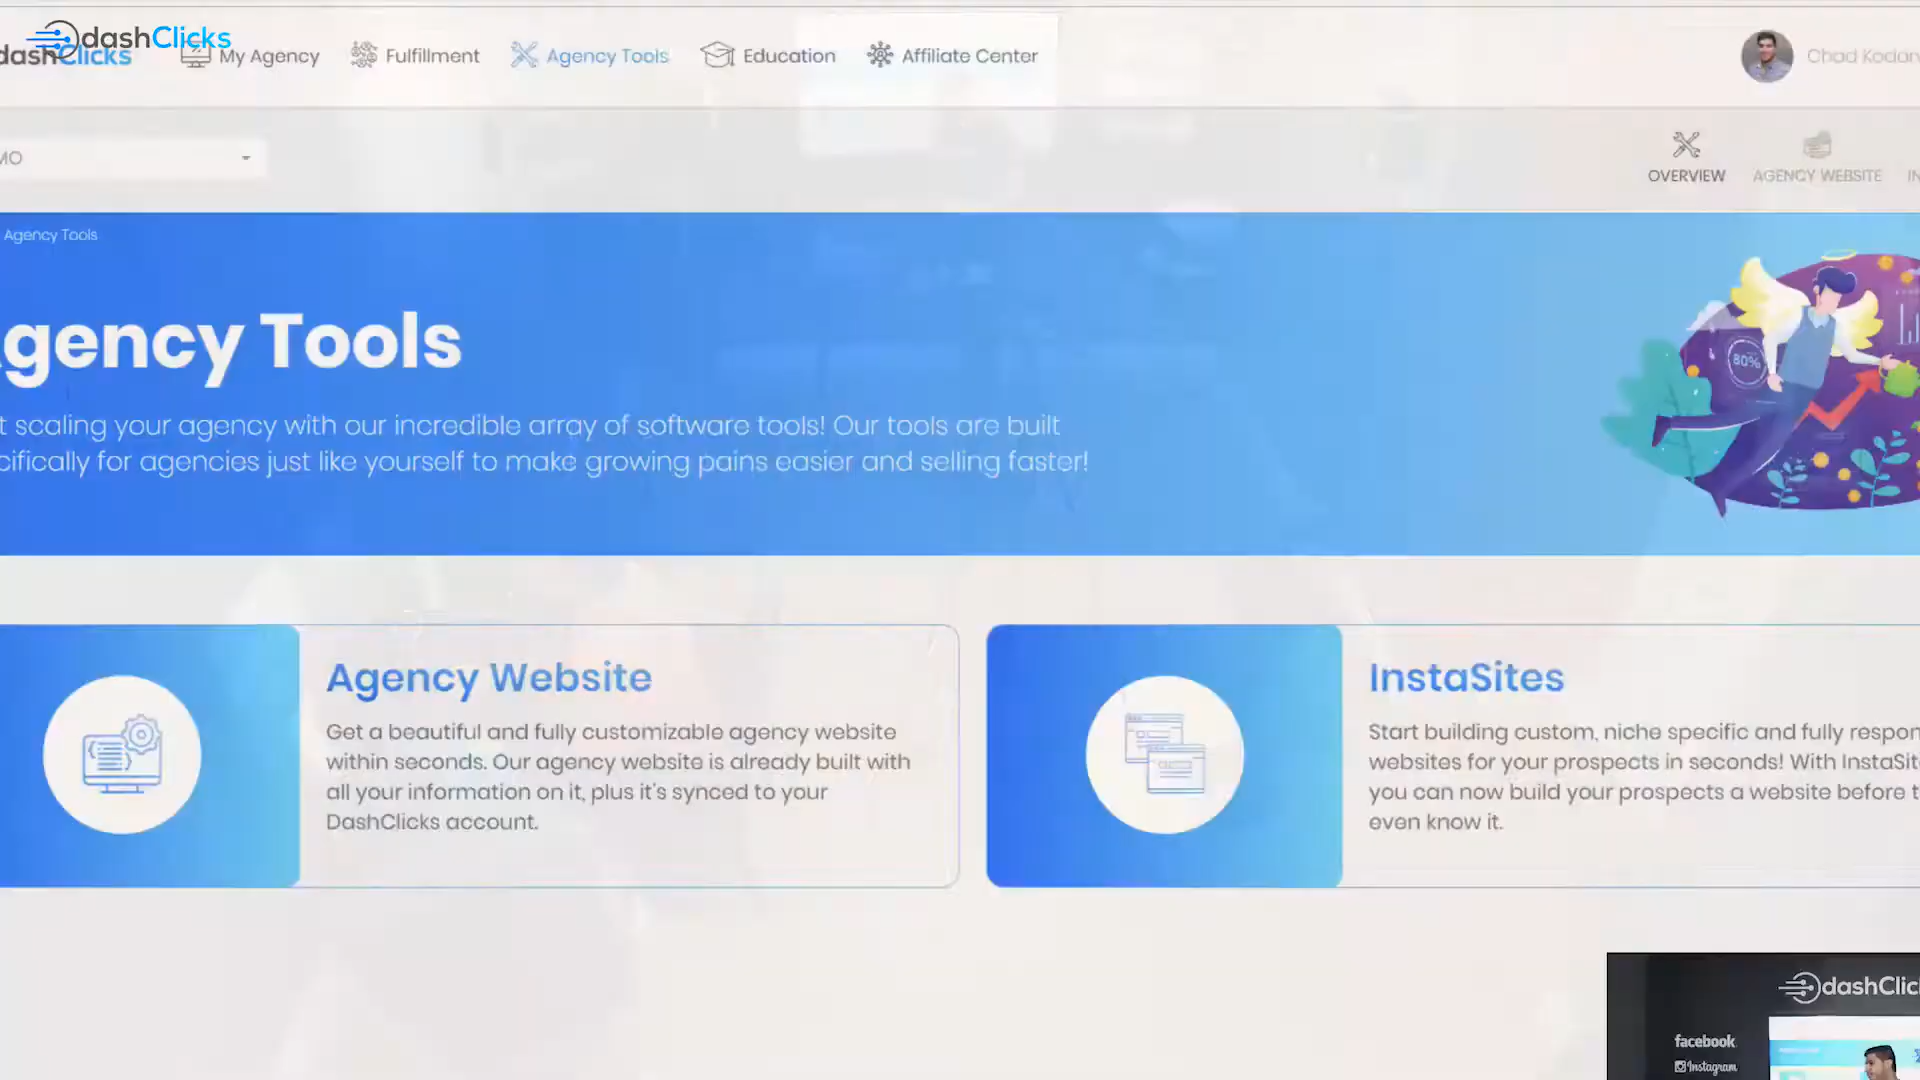 dashClicks
dashClicks
My Agency
Fulfillment
Agency Tools
Education
Affiliate Center
Chad Kodan
MO
OVERVIEW
AGENCY WEBSITE
IN
Agency Tools
gency Tools
t scaling your agency with our incredible array of software tools! Our tools are built
cifically for agencies just like yourself to make growing pains easier and selling faster!
80%
Agency Website
Get a beautiful and fully customizable agency website
within seconds. Our agency website is already built with
all your information on it, plus it's synced to your
DashClicks account.
InstaSites
Start building custom, niche specific and fully respon
websites for your prospects in seconds! With InstaSit
you can now build your prospects a website before t
even know it.
dashClic
facebook
Instagram